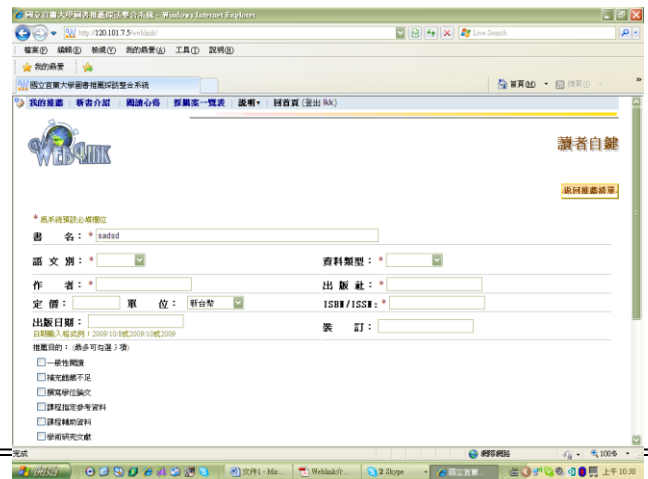 國立宜蘭大學圖書推薦採訪整合系統 - Windows Internet Explorer
http://120.101.7.5/weblink/
Live Search
檔案(F) 編輯(E) 檢視(V) 我的最愛(A) 工具(T) 說明(H)
我的最愛
國立宜蘭大學圖書推薦採訪整合系統
首頁(M)
»
我的推薦 新書介紹 閱讀心得 採購案一覽表 說明 回首頁 (登出 lkk)
WEBLINK
讀者自鍵
返回推薦清單
* 為系統預設必填欄位
書 名：* sadsd
語 文 別：* 資料類型：*
作 者：* 出 版 社：*
定 價： 單 位： 新台幣 ISBN/ISSN：*
出版日期： 裝 訂：
日期輸入格式例：2009/10/8或2009/10或2009
推薦目的：(最多可勾選 3 項)
一般性閱讀
補充館藏不足
撰寫學位論文
課程指定參考資料
課程輔助資料
學術研究文獻
完成
網際網路
100%
開始
文件1 - Mic...
Weblink/r...
2 Skype
國立宜蘭...
上午 10:30